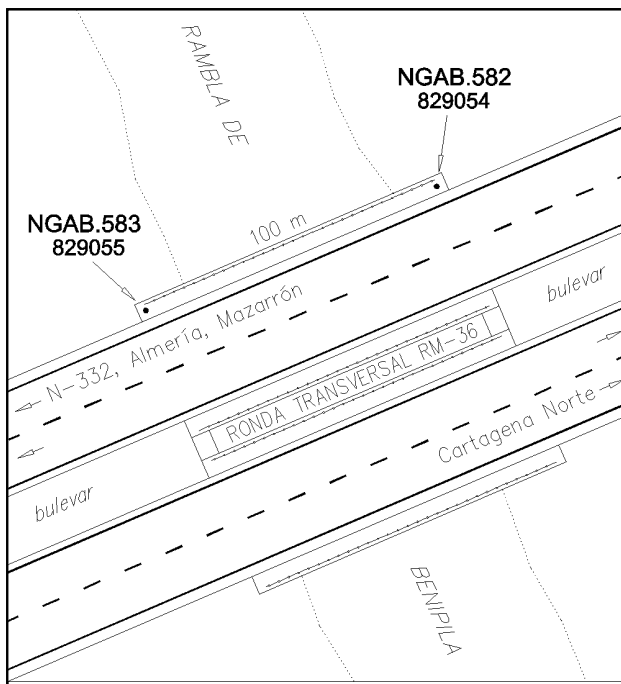 RAMBLA DE
NGAB.582
829054
NGAB.583
829055
100 m
N-332, Almería, Mazarrón
bulevar
RONDA TRANSVERSAL RM-36
Cartagena Norte
bulevar
BENIPILA